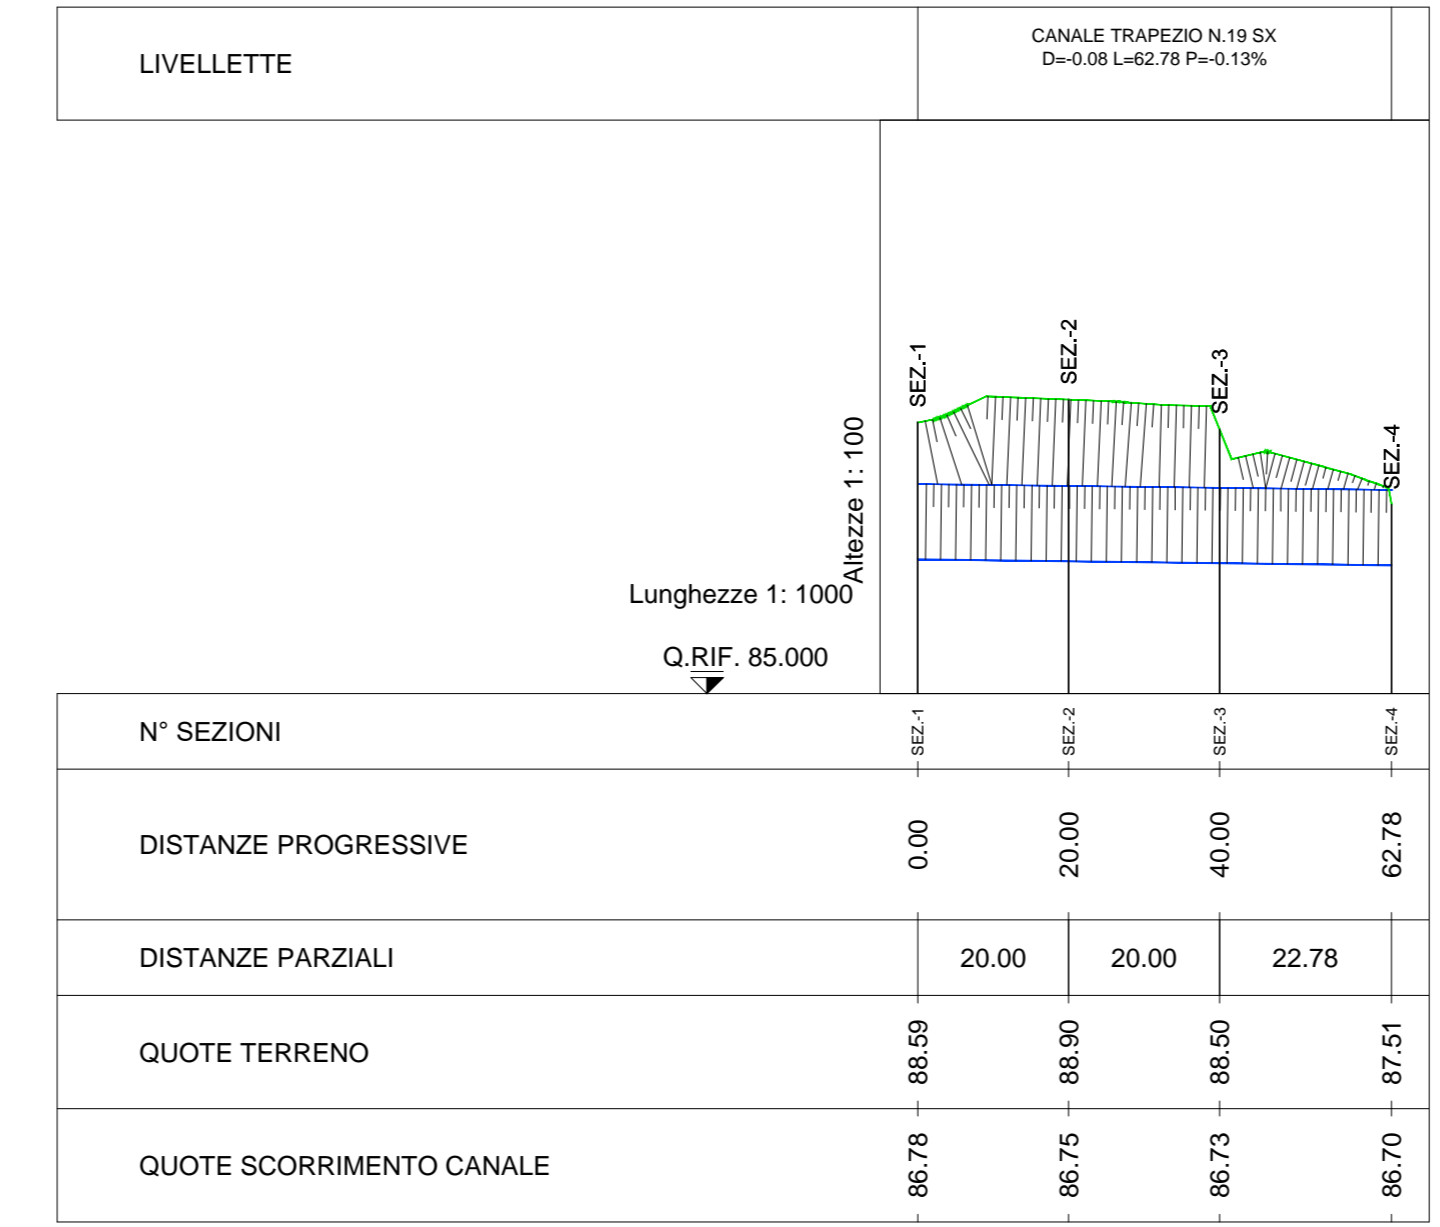 LIVELLETTE
CANALE TRAPEZIO N.19 SX
D=-0.08 L=62.78 P=-0.13%
SEZ.-1
SEZ.-2
SEZ.-3
SEZ.-4
Altezze 1: 100
Lunghezze 1: 1000
Q.RIF. 85.000
N° SEZIONI
SEZ.-1
SEZ.-2
SEZ.-3
SEZ.-4
DISTANZE PROGRESSIVE
0.00
20.00
40.00
62.78
DISTANZE PARZIALI
20.00
20.00
22.78
QUOTE TERRENO
88.59
88.90
88.50
87.51
QUOTE SCORRIMENTO CANALE
86.78
86.75
86.73
86.70